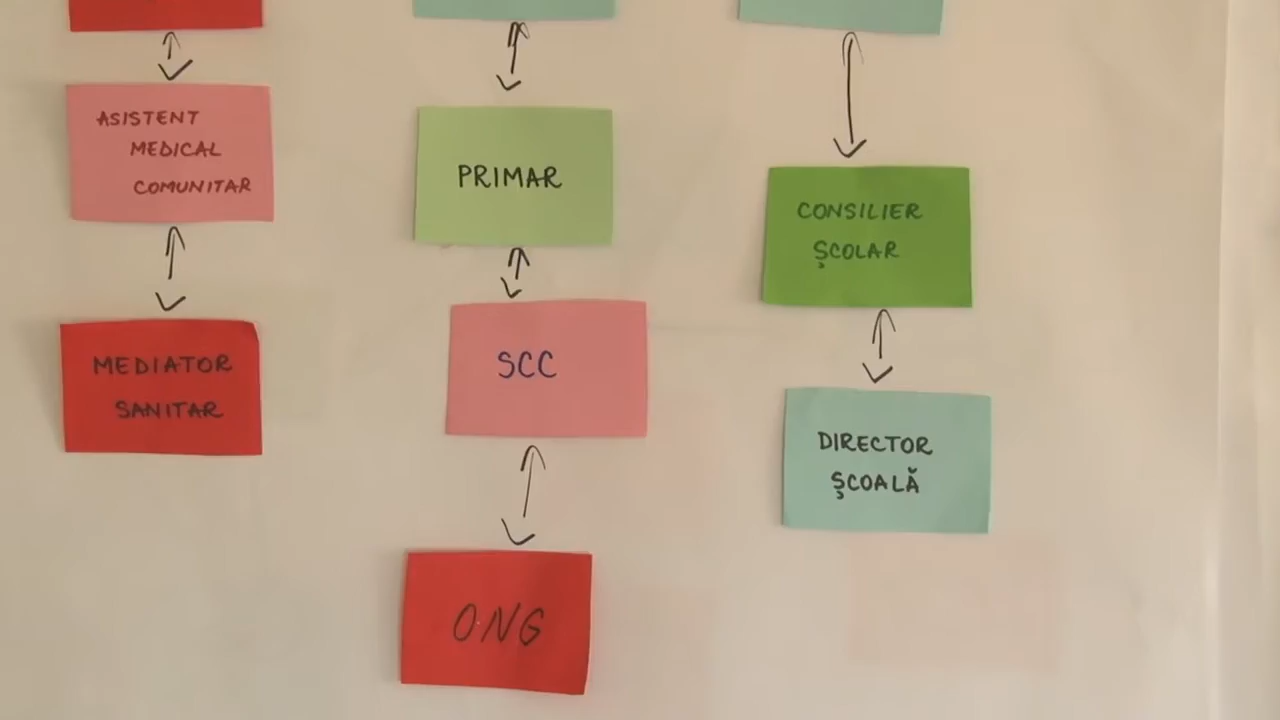 ASISTENT
MEDICAL
COMUNITAR
MEDIATOR
SANITAR
PRIMAR
SCC
ONG
CONSILIER
ȘCOLAR
DIRECTOR
ȘCOALĂ